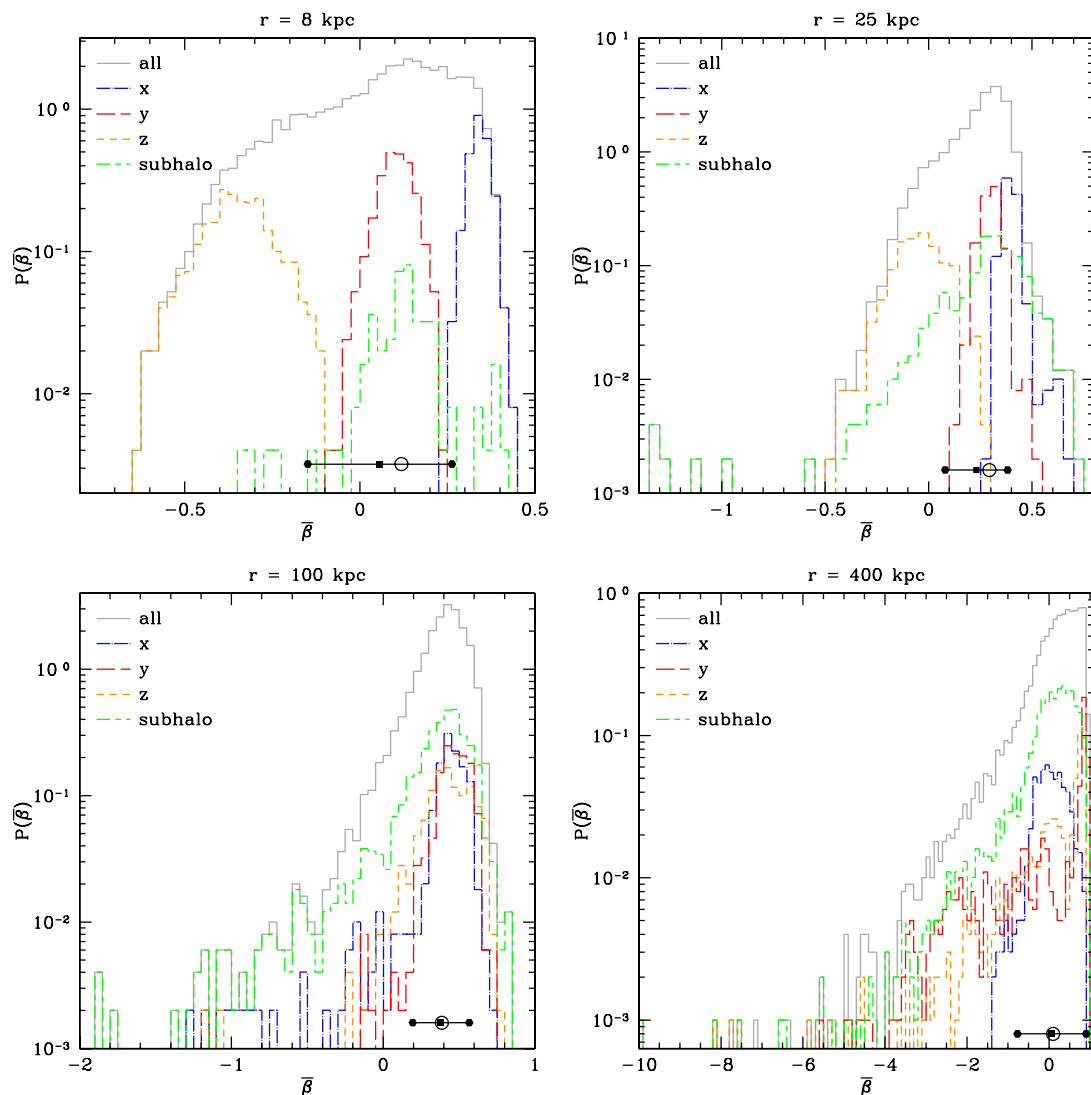 r = 8 kpc
all
x
y
z
subhalo
P(β̅)
10⁰
10⁻¹
10⁻²
−0.5
0
0.5
β̅
r = 25 kpc
all
x
y
z
subhalo
P(β̅)
10¹
10⁰
10⁻¹
10⁻²
10⁻³
−1
−0.5
0
0.5
β̅
r = 100 kpc
all
x
y
z
subhalo
P(β̅)
10⁰
10⁻¹
10⁻²
10⁻³
−2
−1
0
1
β̅
r = 400 kpc
all
x
y
z
subhalo
P(β̅)
10⁰
10⁻¹
10⁻²
10⁻³
−10
−8
−6
−4
−2
0
β̅